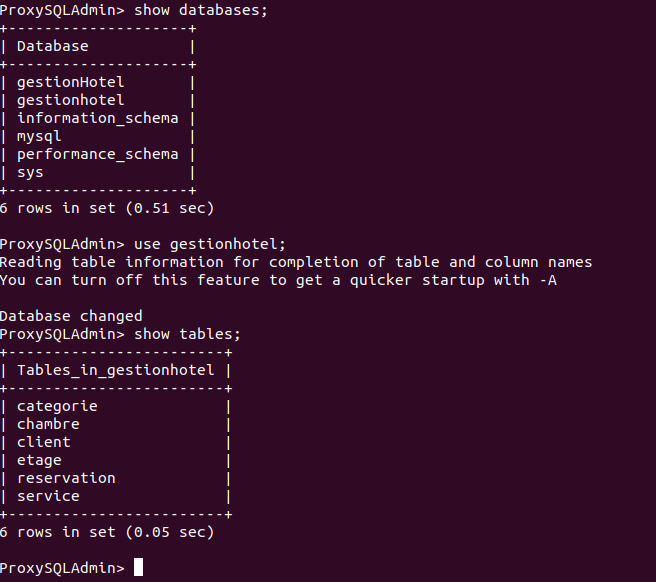 ProxySQLAdmin> show databases;
+--------------------+
| Database           |
+--------------------+
| gestionHotel       |
| gestionhotel       |
| information_schema |
| mysql              |
| performance_schema |
| sys                |
+--------------------+
6 rows in set (0.51 sec)

ProxySQLAdmin> use gestionhotel;
Reading table information for completion of table and column names
You can turn off this feature to get a quicker startup with -A

Database changed
ProxySQLAdmin> show tables;
+------------------------+
| Tables_in_gestionhotel |
+------------------------+
| categorie              |
| chambre                |
| client                 |
| etage                  |
| reservation            |
| service                |
+------------------------+
6 rows in set (0.05 sec)

ProxySQLAdmin>